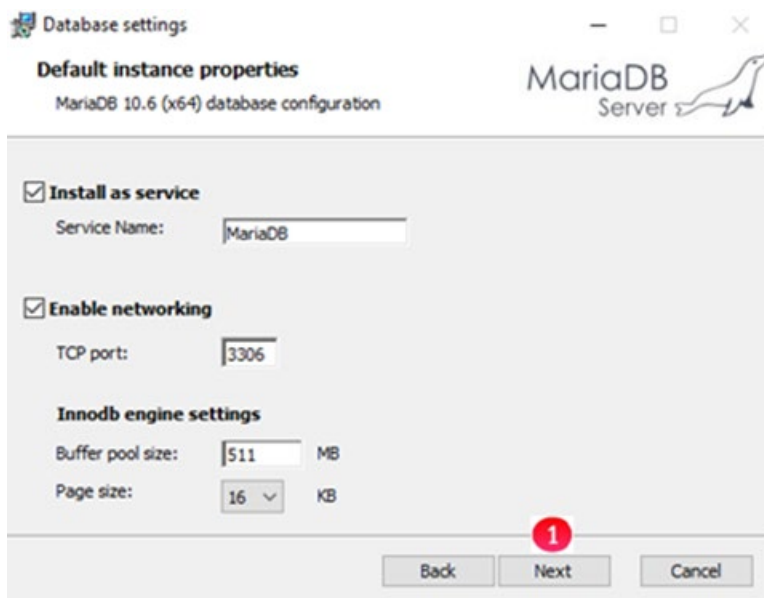 Database settings
Default instance properties
MariaDB 10.6 (x64) database configuration
MariaDB
Server
Install as service
Service Name: MariaDB
Enable networking
TCP port: 3306
Innodb engine settings
Buffer pool size: 511 MB
Page size: 16 KB
1
Back Next Cancel